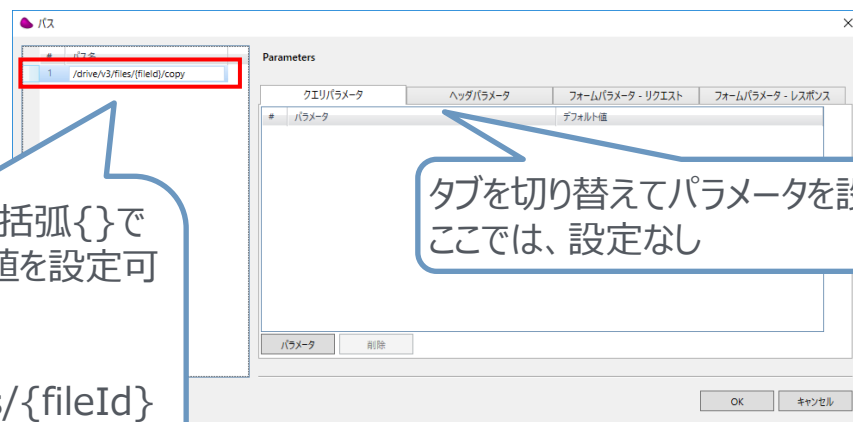 パス
# パス名
1 /drive/v3/files/{fileId}/copy
Parameters
クエリパラメータ ヘッダパラメータ フォームパラメータ - リクエスト フォームパラメータ - レスポンス
# パラメータ デフォルト値
タブを切り替えてパラメータを設
ここでは、設定なし
括弧{}で
値を設定可
s/{fileId}
パラメータ 削除
OK キャンセル